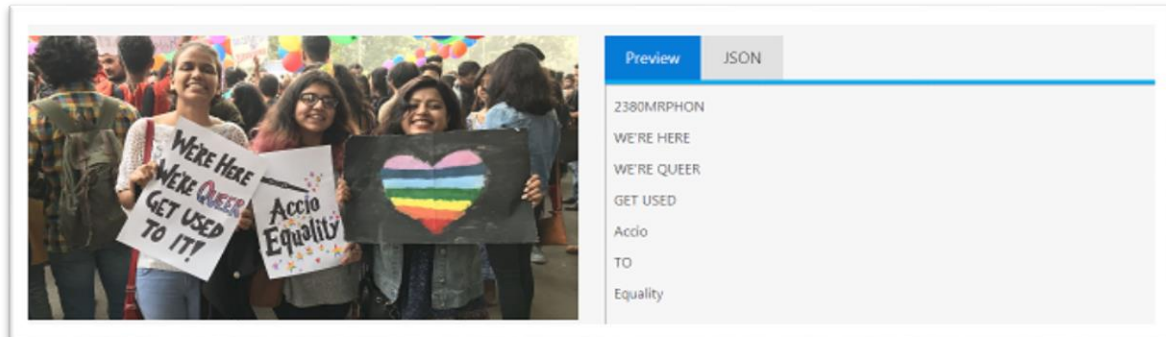 WE'RE HERE
WE'RE QUEER
GET USED
TO IT!
Accio
Equality
Preview
JSON
2380MRPHON
WE'RE HERE
WE'RE QUEER
GET USED
Accio
TO
Equality